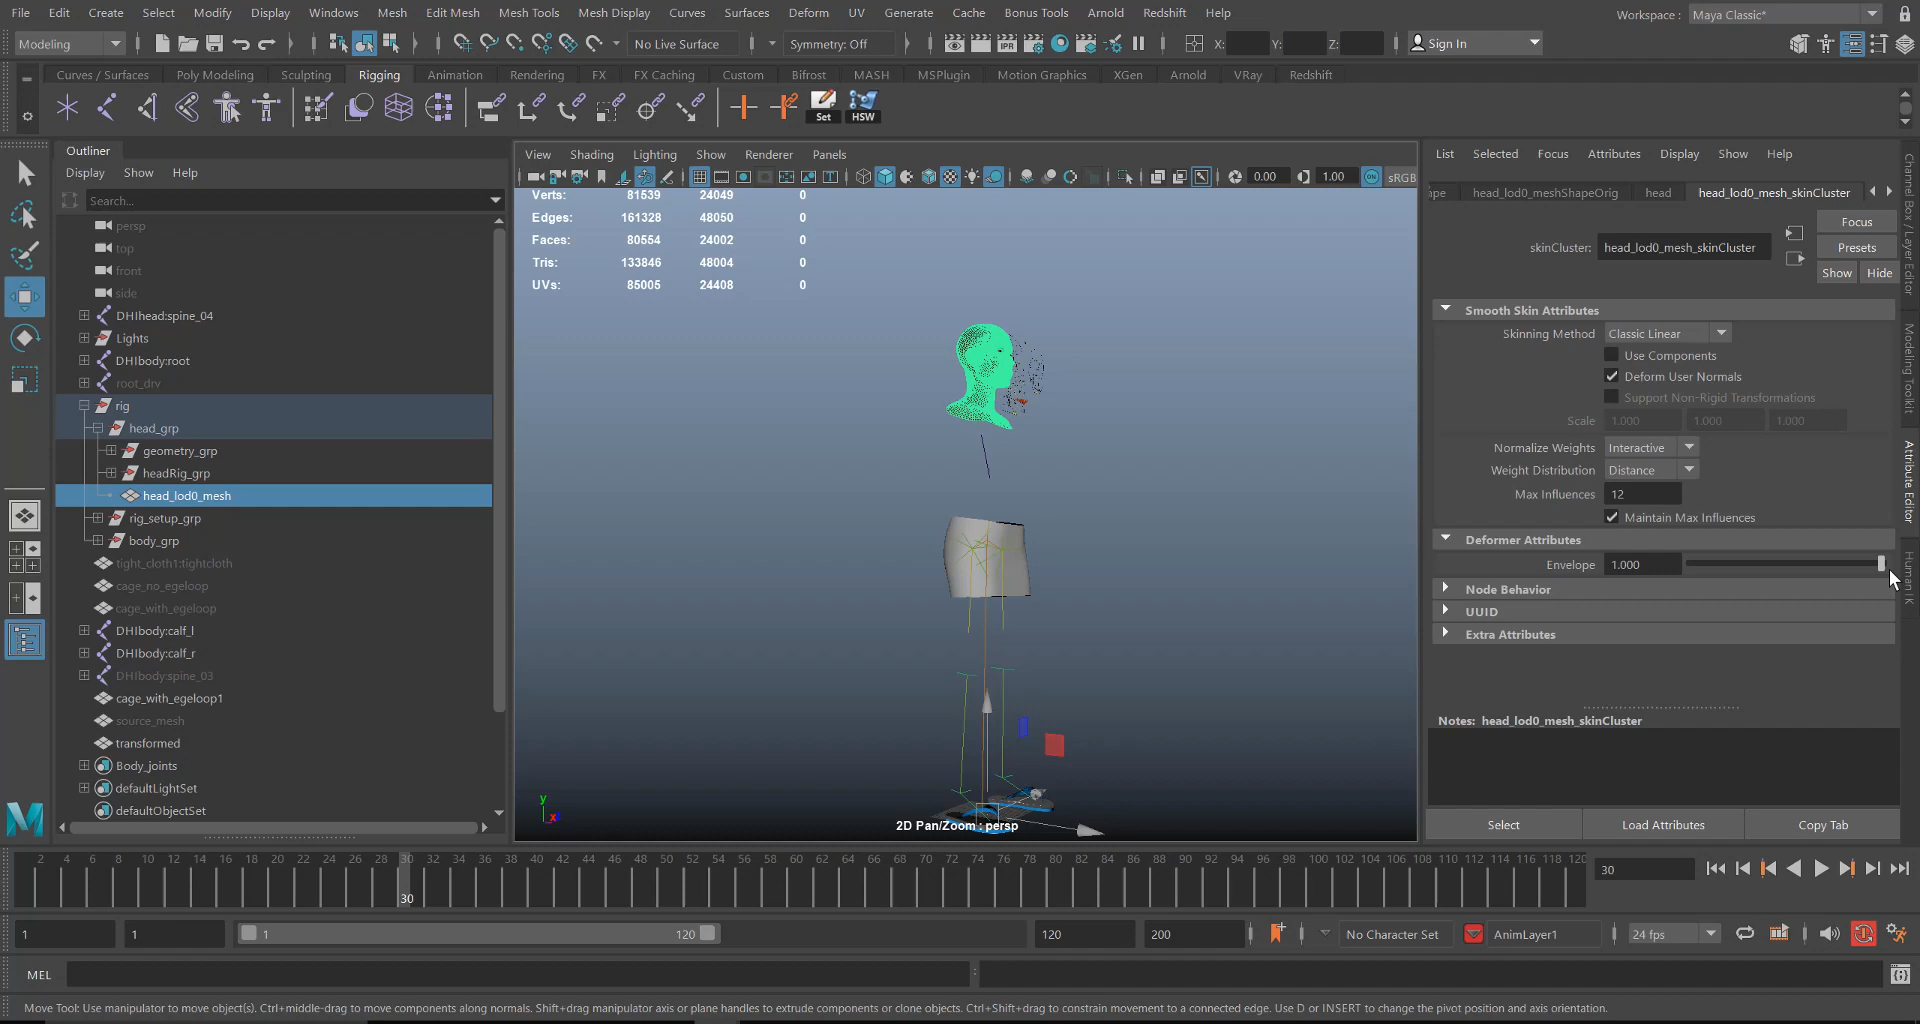 File Edit Create Select Modify Display Windows Mesh Edit Mesh Mesh Tools Mesh Display Curves Surfaces Deform UV Generate Cache Bonus Tools Arnold Redshift Help
Workspace : Maya Classic*
Modeling No Live Surface Symmetry: Off IPR X: Y: Z: Sign In
Curves / Surfaces Poly Modeling Sculpting Rigging Animation Rendering FX FX Caching Custom Bifrost MASH MSPlugin Motion Graphics XGen Arnold VRay Redshift
Set HSW
Outliner
Display Show Help
Search...
persp
top
front
side
DHIhead:spine_04
Lights
DHIbody:root
root_drv
rig
head_grp
geometry_grp
headRig_grp
head_lod0_mesh
rig_setup_grp
body_grp
tight_cloth1:tightcloth
cage_no_egeloop
cage_with_egeloop
DHIbody:calf_l
DHIbody:calf_r
DHIbody:spine_03
cage_with_egeloop1
source_mesh
transformed
Body_joints
defaultLightSet
defaultObjectSet
View Shading Lighting Show Renderer Panels
0.00 1.00 ON sRGB
Verts: 81539 24049 0
Edges: 161328 48050 0
Faces: 80554 24002 0
Tris: 133846 48004 0
UVs: 85005 24408 0
y
x
2D Pan/Zoom : persp
List Selected Focus Attributes Display Show Help
ope head_lod0_meshShapeOrig head head_lod0_mesh_skinCluster
Focus
skinCluster: head_lod0_mesh_skinCluster Presets
Show Hide
Smooth Skin Attributes
Skinning Method Classic Linear
Use Components
Deform User Normals
Support Non-Rigid Transformations
Scale 1.000 1.000 1.000
Normalize Weights Interactive
Weight Distribution Distance
Max Influences 12
Maintain Max Influences
Deformer Attributes
Envelope 1.000
Node Behavior
UUID
Extra Attributes
Notes: head_lod0_mesh_skinCluster
Select Load Attributes Copy Tab
Channel Box / Layer Editor
Modeling Toolkit
Attribute Editor
Human IK
2 4 6 8 10 12 14 16 18 20 22 24 26 28 30 32 34 36 38 40 42 44 46 48 50 52 54 56 58 60 62 64 66 68 70 72 74 76 78 80 82 84 86 88 90 92 94 96 98 100 102 104 106 108 110 112 114 116 118 120
30
30
1 1 1 120 120 200 No Character Set AnimLayer1 24 fps
MEL
Move Tool: Use manipulator to move object(s). Ctrl+middle-drag to move components along normals. Shift+drag manipulator axis or plane handles to extrude components or clone objects. Ctrl+Shift+drag to constrain movement to a connected edge. Use D or INSERT to change the pivot position and axis orientation.